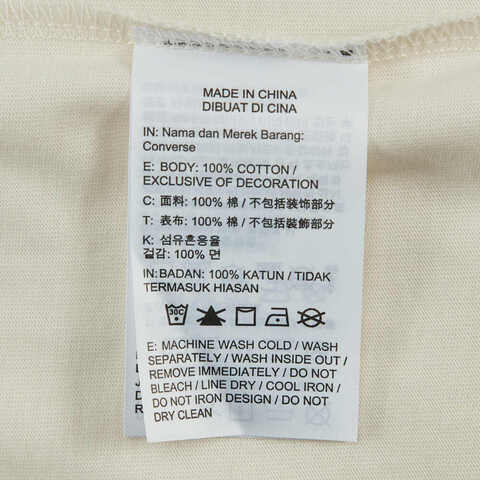 MADE IN CHINA
DIBUAT DI CINA
IN: Nama dan Merek Barang:
Converse
E: BODY: 100% COTTON /
EXCLUSIVE OF DECORATION
C: 面料: 100% 棉 / 不包括装饰部分
T: 表布: 100% 棉 / 不包括裝飾部分
K: 섬유혼용율
겉감: 100% 면
IN: BADAN: 100% KATUN / TIDAK
TERMASUK HIASAN
30C
E: MACHINE WASH COLD / WASH
SEPARATELY / WASH INSIDE OUT /
REMOVE IMMEDIATELY / DO NOT
BLEACH / LINE DRY / COOL IRON /
DO NOT IRON DESIGN / DO NOT
DRY CLEAN